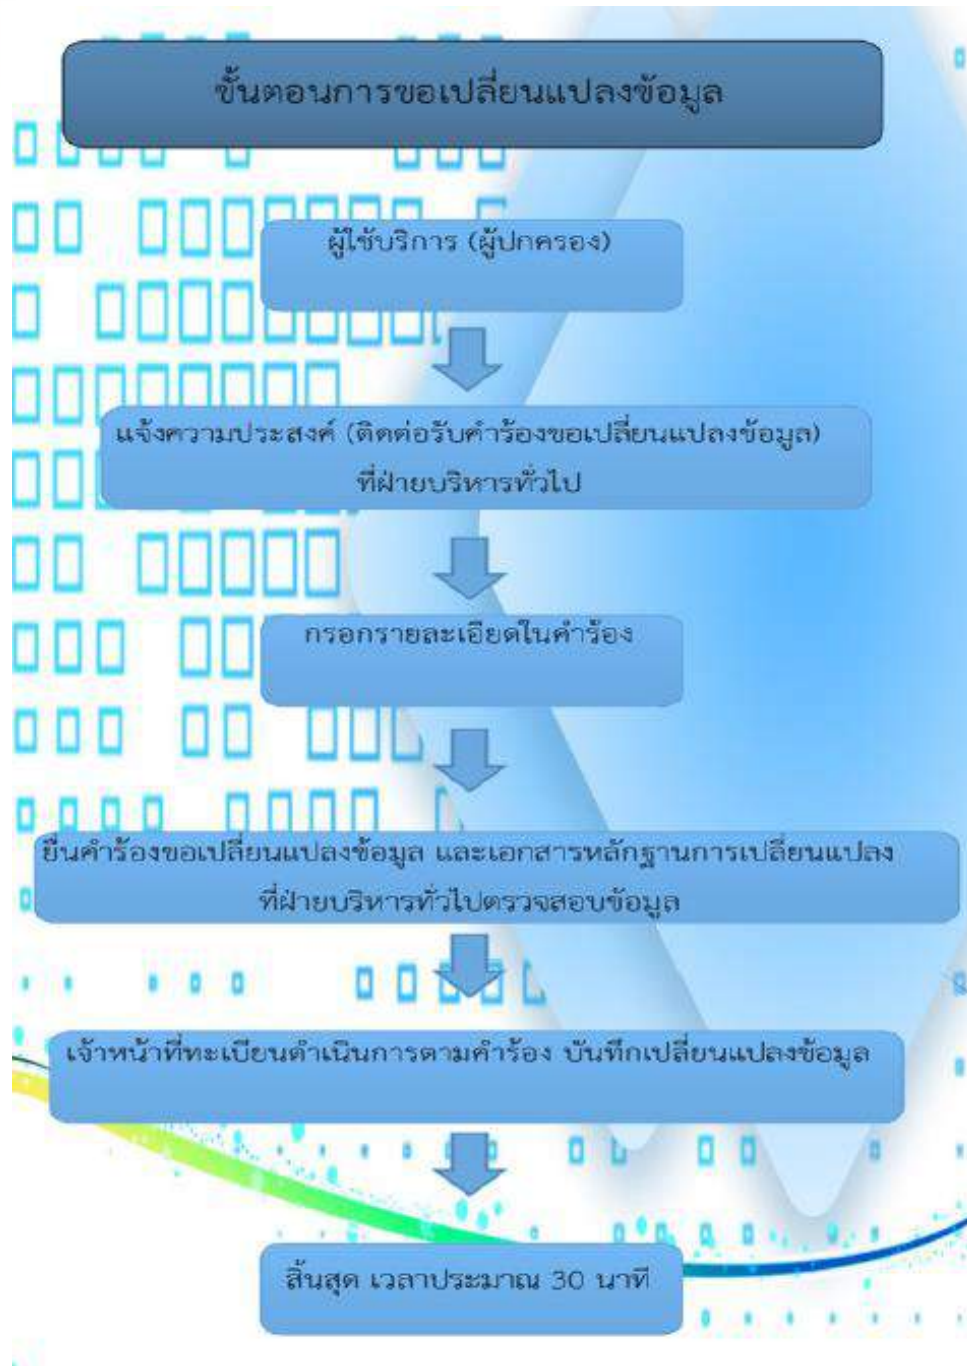 ขั้นตอนการขอเปลี่ยนแปลงข้อมูล
ผู้ใช้บริการ (ผู้ปกครอง)
แจ้งความประสงค์ (ติดต่อรับคำร้องขอเปลี่ยนแปลงข้อมูล)
ที่ฝ่ายบริหารทั่วไป
กรอกรายละเอียดในคำร้อง
ยื่นคำร้องขอเปลี่ยนแปลงข้อมูล และเอกสารหลักฐานการเปลี่ยนแปลง
ที่ฝ่ายบริหารทั่วไปตรวจสอบข้อมูล
เจ้าหน้าที่ทะเบียนดำเนินการตามคำร้อง บันทึกเปลี่ยนแปลงข้อมูล
สิ้นสุด เวลาประมาณ 30 นาที